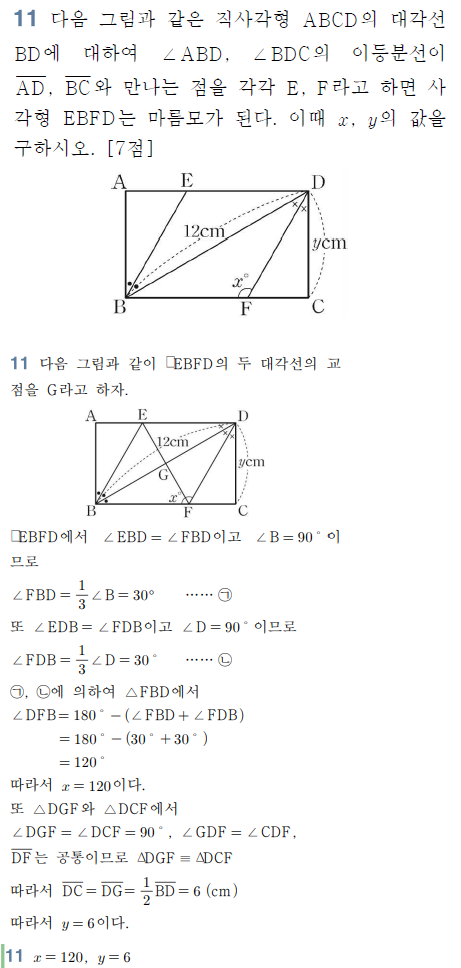 11 다음 그림과 같은 직사각형 ABCD의 대각선
BD에 대하여 ∠ABD, ∠BDC의 이등분선이
A̅D̅, B̅C̅와 만나는 점을 각각 E, F라고 하면 사
각형 EBFD는 마름모가 된다. 이때 x, y의 값을
구하시오. [7점]
A E D
12cm
ycm
x°
B F C
11 다음 그림과 같이 □EBFD의 두 대각선의 교
점을 G라고 하자.
A E D
12cm
ycm
G
x°
B F C
□EBFD에서 ∠EBD=∠FBD이고 ∠B=90°이
므로
∠FBD=1/3∠B=30° ⋯⋯ ㉠
또 ∠EDB=∠FDB이고 ∠D=90°이므로
∠FDB=1/3∠D=30° ⋯⋯ ㉡
㉠, ㉡에 의하여 △FBD에서
∠DFB=180°-(∠FBD+∠FDB)
=180°-(30°+30°)
=120°
따라서 x=120이다.
또 △DGF와 △DCF에서
∠DGF=∠DCF=90°, ∠GDF=∠CDF,
D̅F̅는 공통이므로 △DGF≡△DCF
따라서 D̅C̅=D̅G̅=1/2B̅D̅=6 (cm)
따라서 y=6이다.
11 x=120, y=6